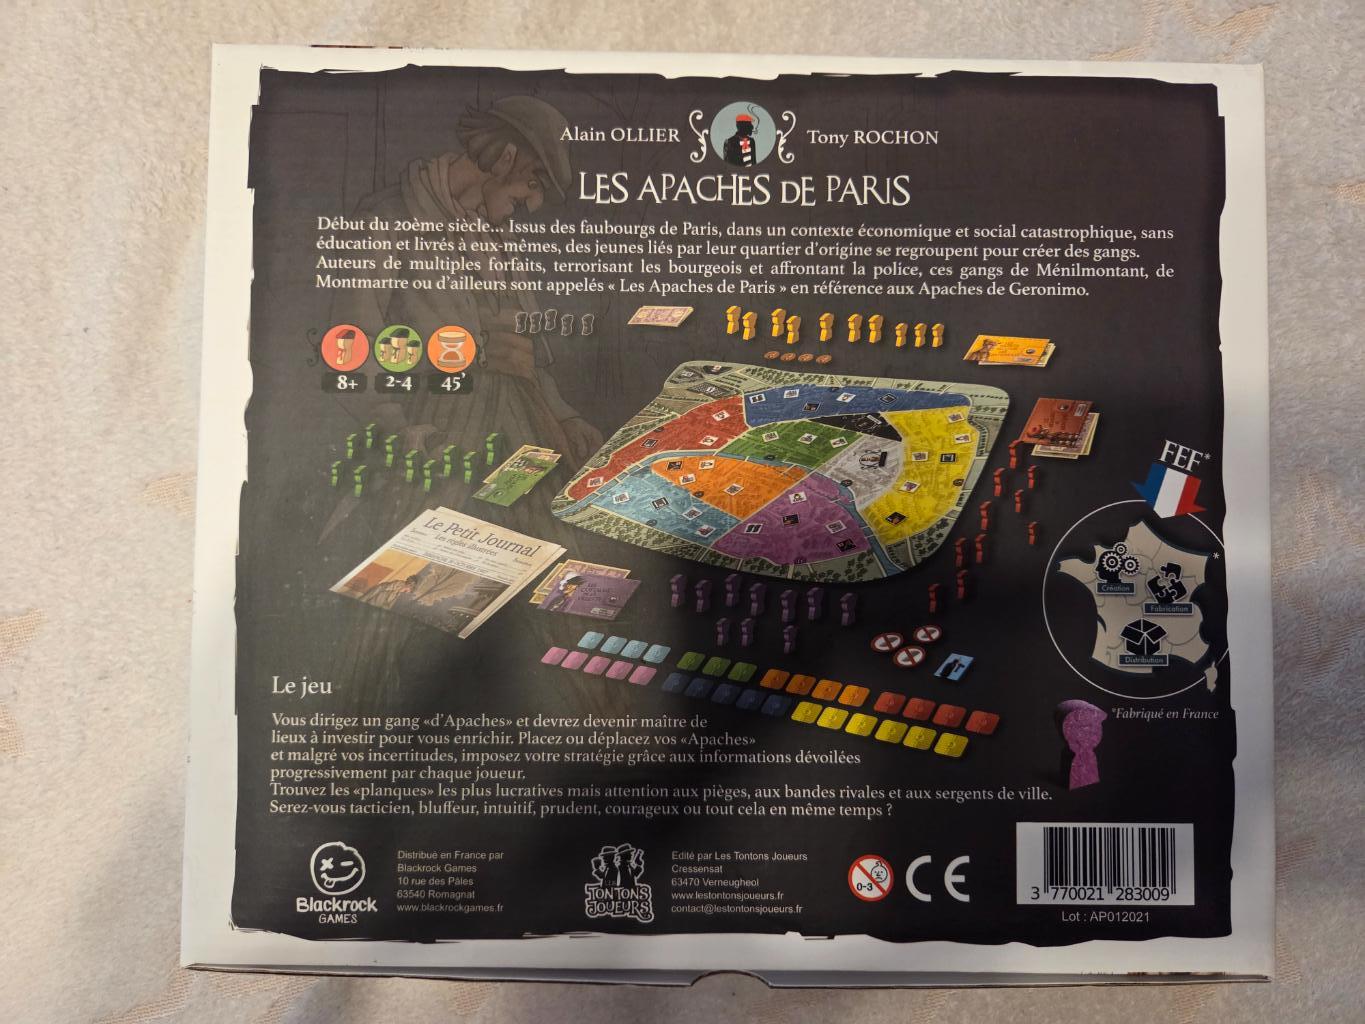 Alain OLLIER
Tony ROCHON
LES APACHES DE PARIS
Début du 20ème siècle... Issus des faubourgs de Paris, dans un contexte économique et social catastrophique, sans
éducation et livrés à eux-mêmes, des jeunes liés par leur quartier d'origine se regroupent pour créer des gangs.
Auteurs de multiples forfaits, terrorisant les bourgeois et affrontant la police, ces gangs de Ménilmontant, de
Montmartre ou d'ailleurs sont appelés « Les Apaches de Paris » en référence aux Apaches de Geronimo.
8+
2-4
45'
FEF*
Le Petit Journal
Les règles illustrées
*
Création
Fabrication
Distribution
*Fabriqué en France
Le jeu
Vous dirigez un gang «d'Apaches» et devrez devenir maître de
lieux à investir pour vous enrichir. Placez ou déplacez vos «Apaches»
et malgré vos incertitudes, imposez votre stratégie grâce aux informations dévoilées
progressivement par chaque joueur.
Trouvez les «planques» les plus lucratives mais attention aux pièges, aux bandes rivales et aux sergents de ville.
Serez-vous tacticien, bluffeur, intuitif, prudent, courageux ou tout cela en même temps ?
Blackrock
GAMES
Distribué en France par
Blackrock Games
10 rue des Pâles
63540 Romagnat
www.blackrockgames.fr
LES
TONTONS
JOUEURS
Edité par Les Tontons Joueurs
Cressensat
63470 Verneugheol
www.lestontonsjoueurs.fr
contact@lestontonsjoueurs.fr
0-3
CE
3 770021 283009
Lot : AP012021